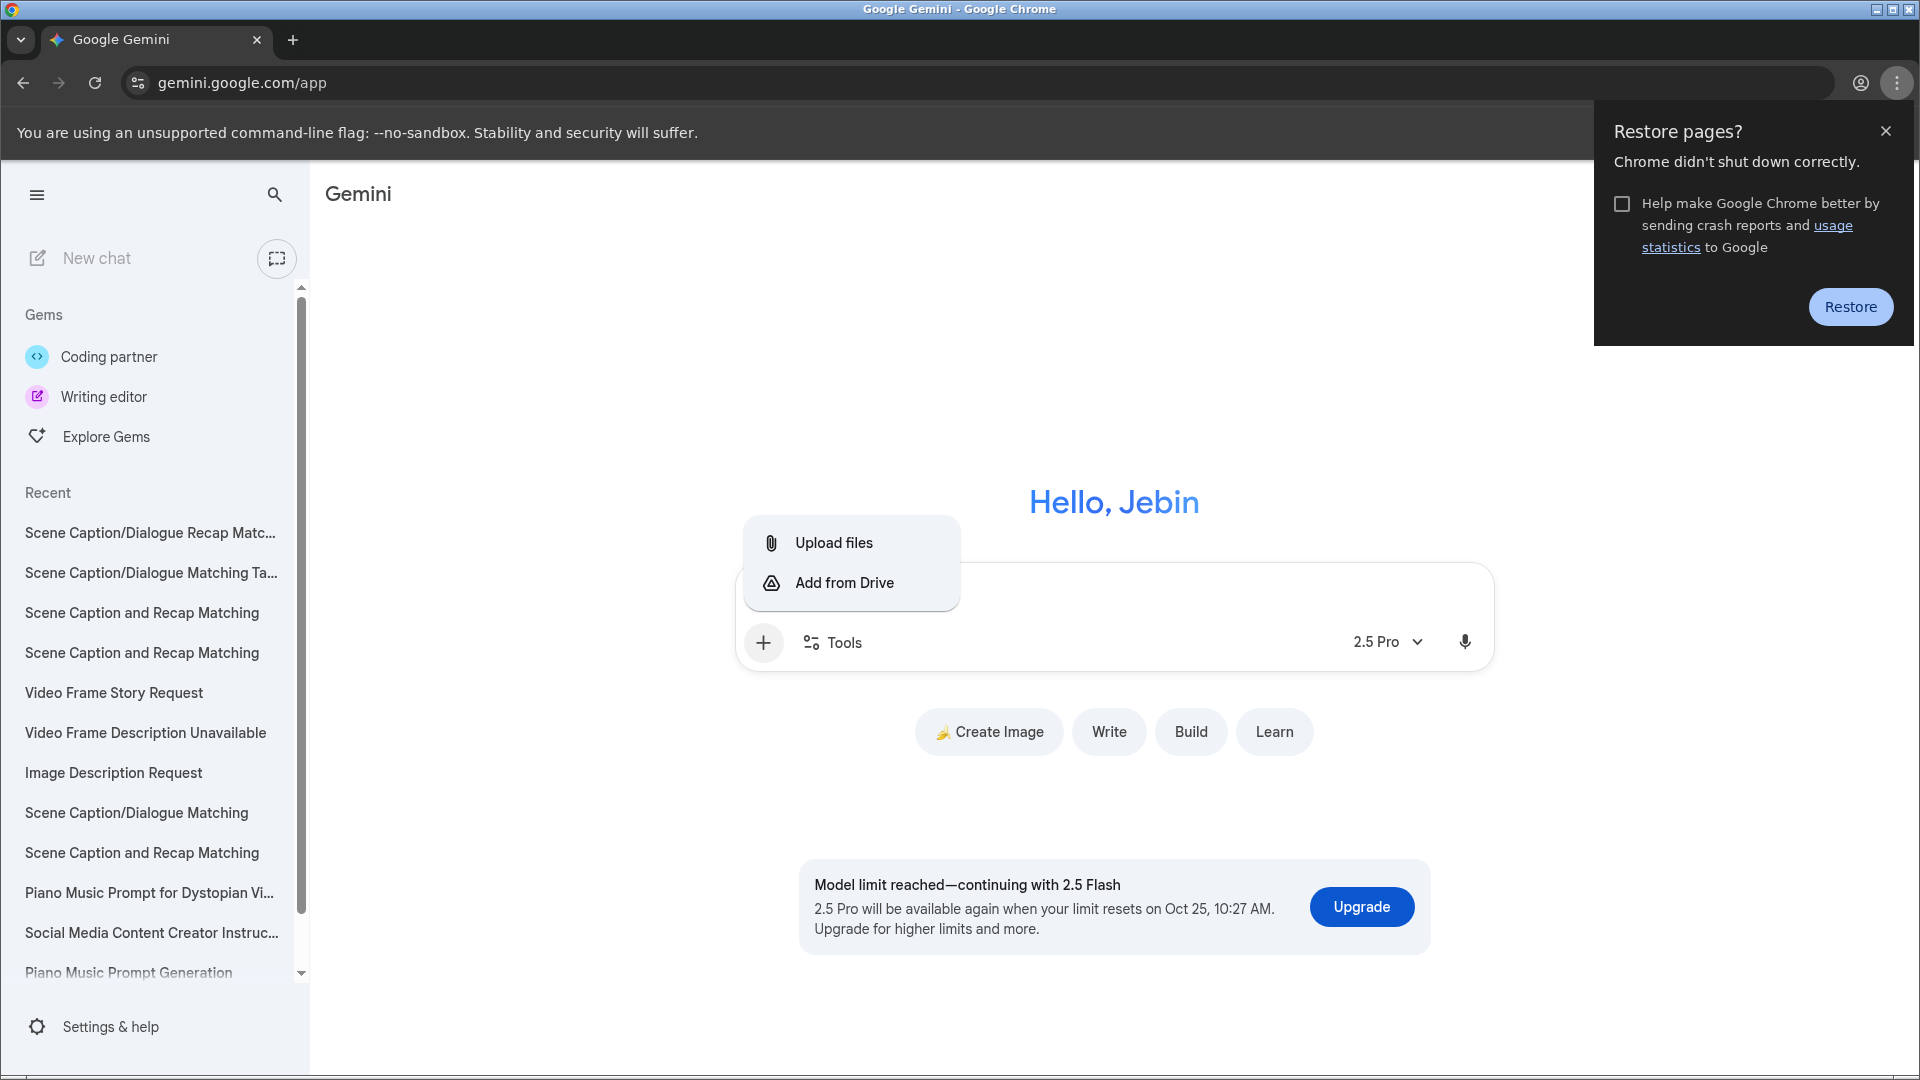 Google Gemini - Google Chrome
Google Gemini
gemini.google.com/app
You are using an unsupported command-line flag: --no-sandbox. Stability and security will suffer.
Restore pages?
Chrome didn't shut down correctly.
Help make Google Chrome better by
sending crash reports and usage
statistics to Google
Restore
Gemini
New chat
Gems
Coding partner
Writing editor
Explore Gems
Recent
Scene Caption/Dialogue Recap Matc...
Scene Caption/Dialogue Matching Ta...
Scene Caption and Recap Matching
Scene Caption and Recap Matching
Video Frame Story Request
Video Frame Description Unavailable
Image Description Request
Scene Caption/Dialogue Matching
Scene Caption and Recap Matching
Piano Music Prompt for Dystopian Vi...
Social Media Content Creator Instruc...
Piano Music Prompt Generation
Settings & help
Hello, Jebin
Upload files
Add from Drive
Tools
2.5 Pro
Create Image
Write
Build
Learn
Model limit reached—continuing with 2.5 Flash
2.5 Pro will be available again when your limit resets on Oct 25, 10:27 AM.
Upgrade for higher limits and more.
Upgrade